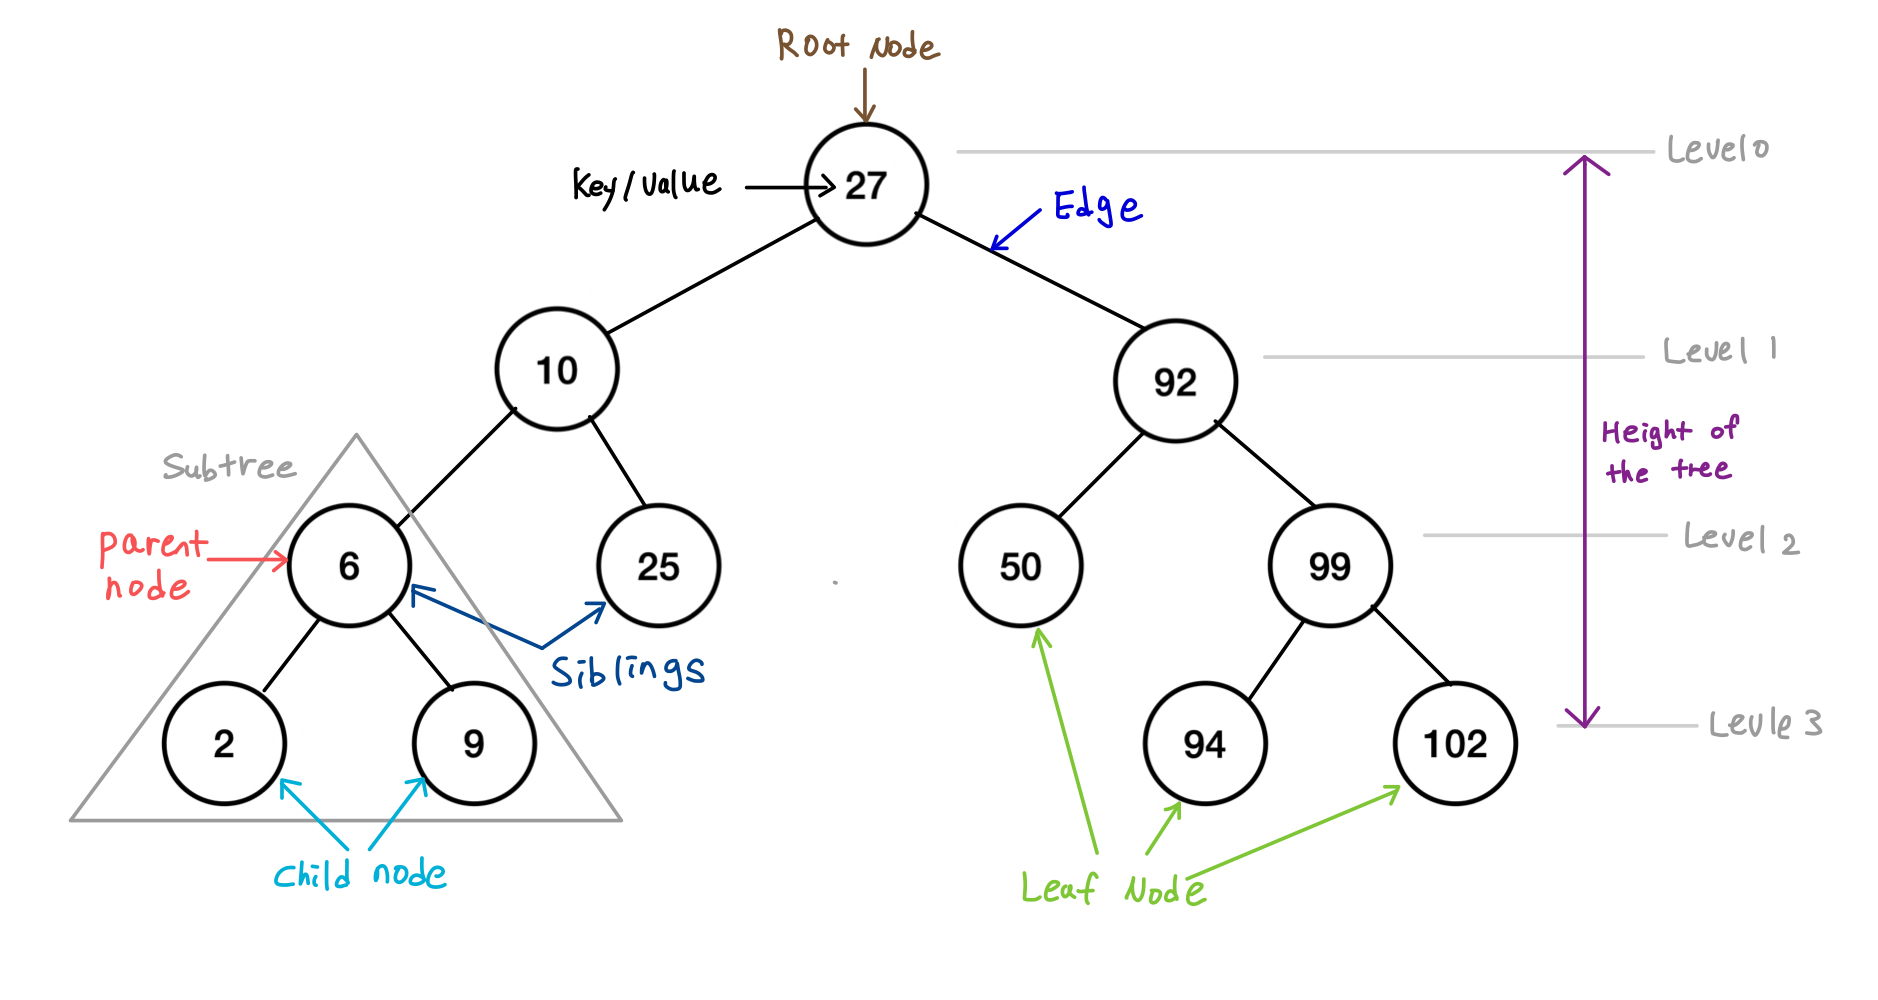 Root Node
Key/Value
27
Level 0
Edge
10
92
Level 1
Height of
the tree
Subtree
parent
node
6
25
50
99
Level 2
Siblings
2
9
94
102
Levle 3
Child node
Leaf Node